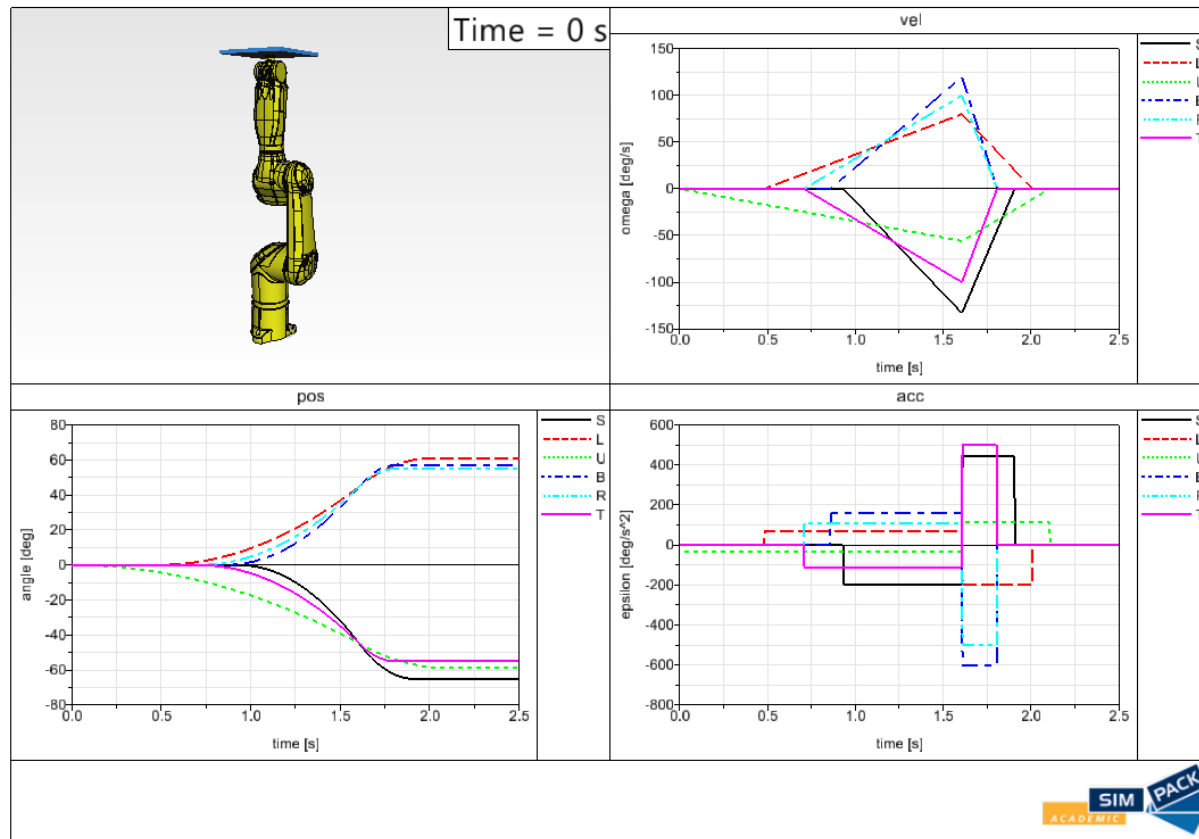 Time = 0 s
vel
150
100
50
0
-50
-100
-150
omega [deg/s]
0.0 0.5 1.0 1.5 2.0 2.5
time [s]
pos
80
60
40
20
0
-20
-40
-60
-80
angle [deg]
0.0 0.5 1.0 1.5 2.0 2.5
time [s]
S
L
U
B
R
T
acc
600
400
200
0
-200
-400
-600
-800
epsilon [deg/s^2]
0.0 0.5 1.0 1.5 2.0 2.5
time [s]
SIM
PACK
ACADEMIC